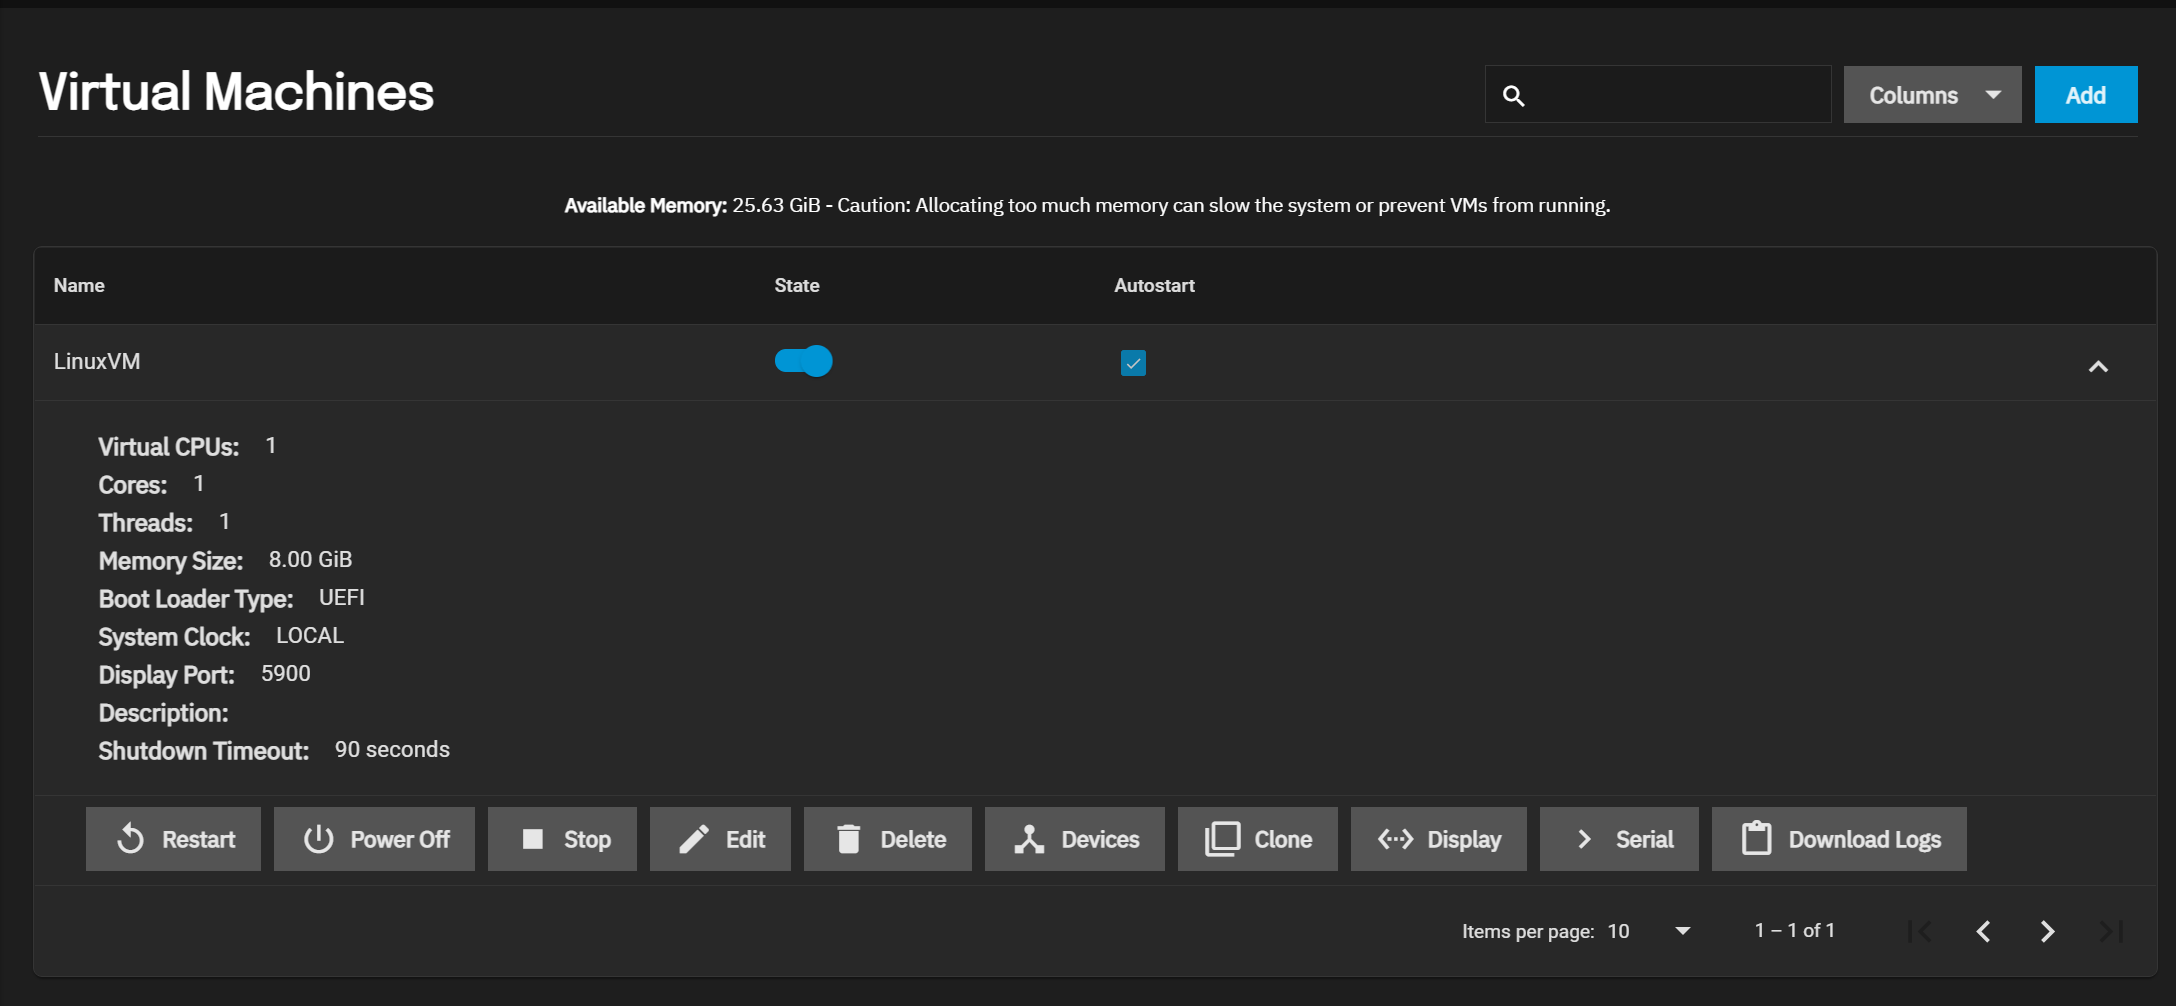 Virtual Machines
Columns
Add
Available Memory: 25.63 GiB - Caution: Allocating too much memory can slow the system or prevent VMs from running.
Name State Autostart
LinuxVM
Virtual CPUs: 1
Cores: 1
Threads: 1
Memory Size: 8.00 GiB
Boot Loader Type: UEFI
System Clock: LOCAL
Display Port: 5900
Description:
Shutdown Timeout: 90 seconds
Restart Power Off Stop Edit Delete Devices Clone Display Serial Download Logs
Items per page: 10 1 – 1 of 1